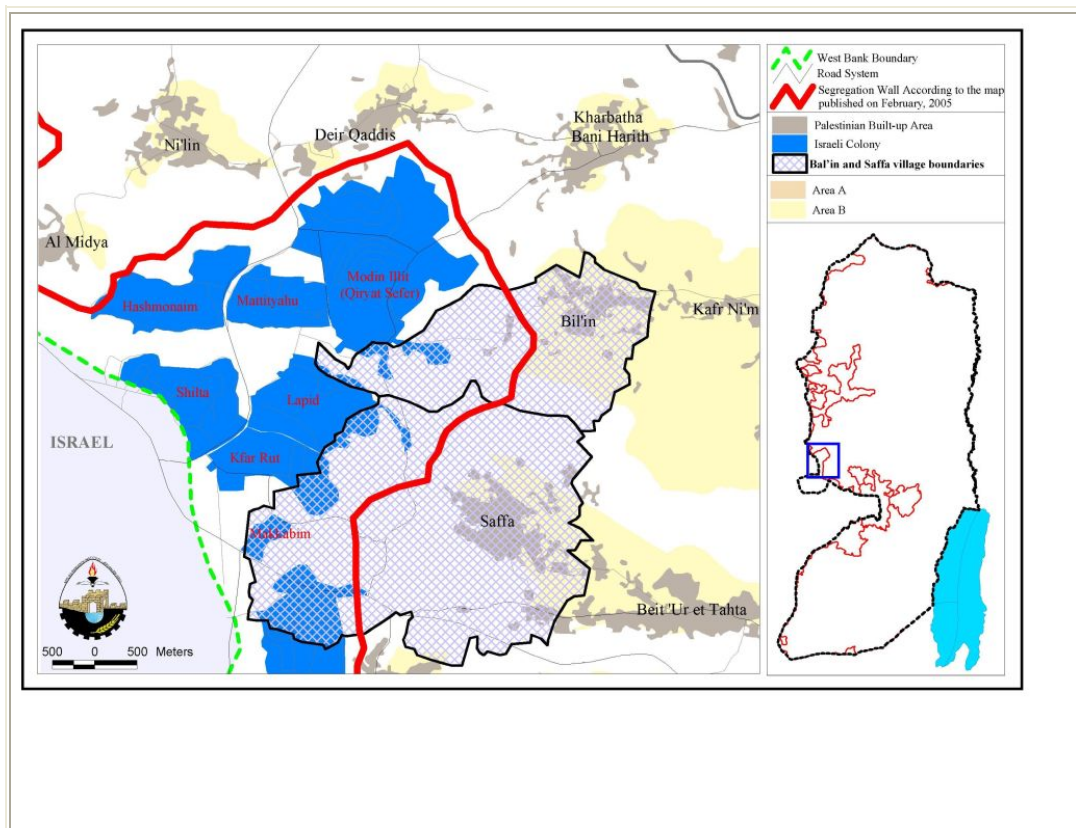 West Bank Boundary
Road System
Segregation Wall According to the map
published on February, 2005
Palestinian Built-up Area
Israeli Colony
Bal'in and Saffa village boundaries
Area A
Area B
Ni'lin
Deir Qaddis
Kharbatha
Bani Harith
Al Midya
Hashmonaim
Mattityahu
Modin Illit
(Qiryat Sefer)
Bil'in
Kafr Ni'm
Shilta
Lapid
ISRAEL
Kfar Rut
Saffa
Makkabim
Beit 'Ur et Tahta
500 0 500 Meters